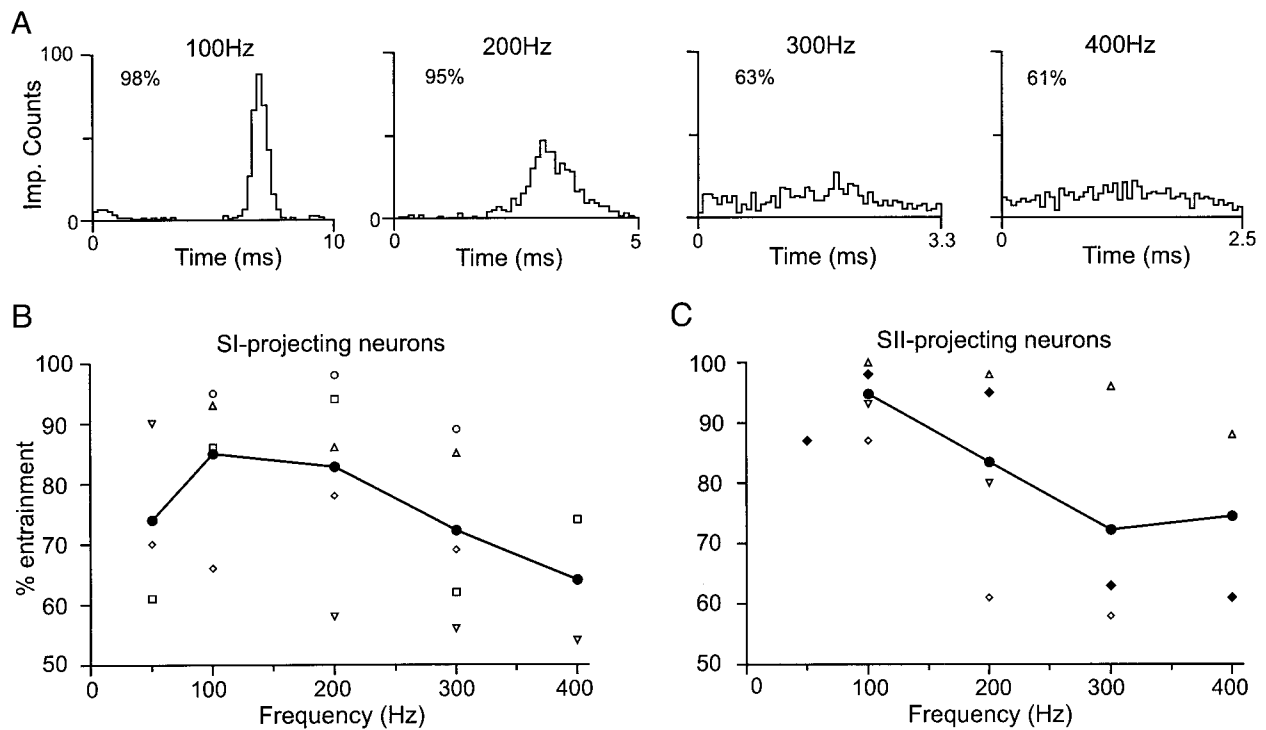 A
100Hz
200Hz
300Hz
400Hz
98%
95%
63%
61%
Imp. Counts
100
0
0
0 10
0 5
0 3.3
0 2.5
Time (ms)
Time (ms)
Time (ms)
Time (ms)
B
SI-projecting neurons
% entrainment
100
90
80
70
60
50
0 100 200 300 400
Frequency (Hz)
C
SII-projecting neurons
100
90
80
70
60
50
0 100 200 300 400
Frequency (Hz)